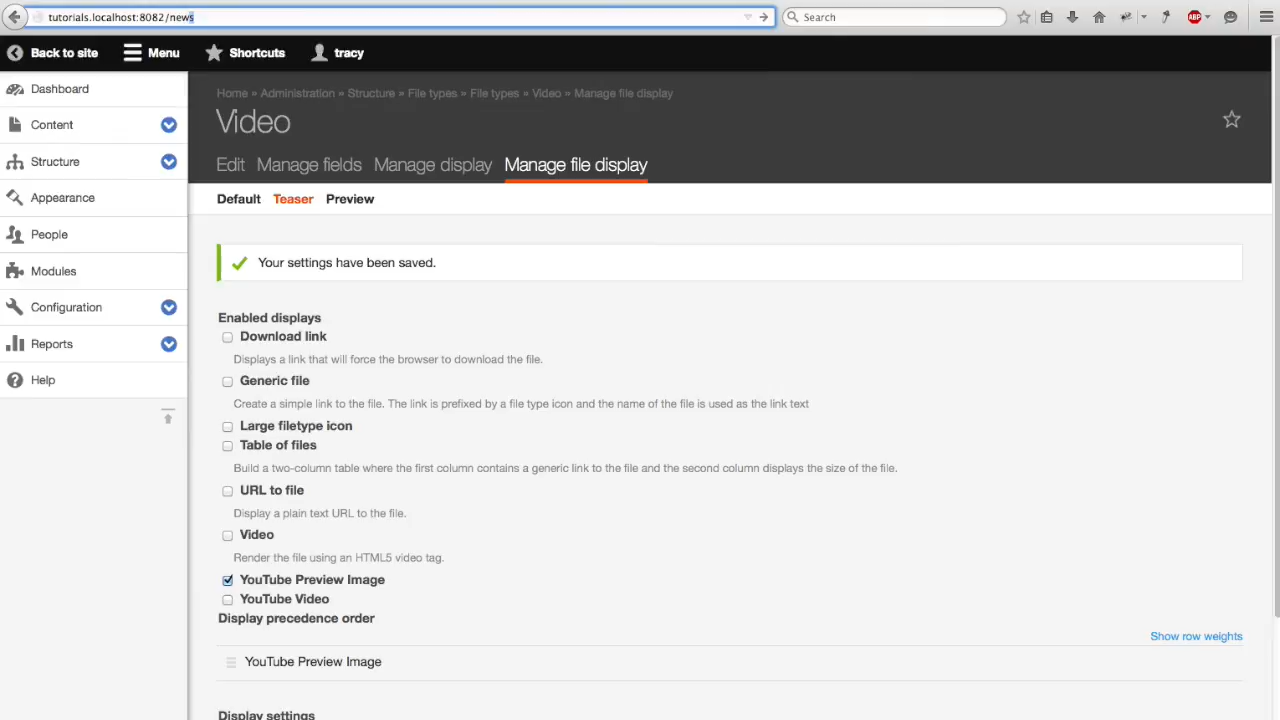 tutorials.localhost:8082/news
Search
ABP
Back to site
Menu
Shortcuts
tracy
Dashboard
Content
Structure
Appearance
People
Modules
Configuration
Reports
Help
Home » Administration » Structure » File types » File types » Video » Manage file display
Video
Edit Manage fields Manage display Manage file display
Default Teaser Preview
Your settings have been saved.
Enabled displays
Download link
Displays a link that will force the browser to download the file.
Generic file
Create a simple link to the file. The link is prefixed by a file type icon and the name of the file is used as the link text
Large filetype icon
Table of files
Build a two-column table where the first column contains a generic link to the file and the second column displays the size of the file.
URL to file
Display a plain text URL to the file.
Video
Render the file using an HTML5 video tag.
YouTube Preview Image
YouTube Video
Display precedence order
Show row weights
YouTube Preview Image
Display settings